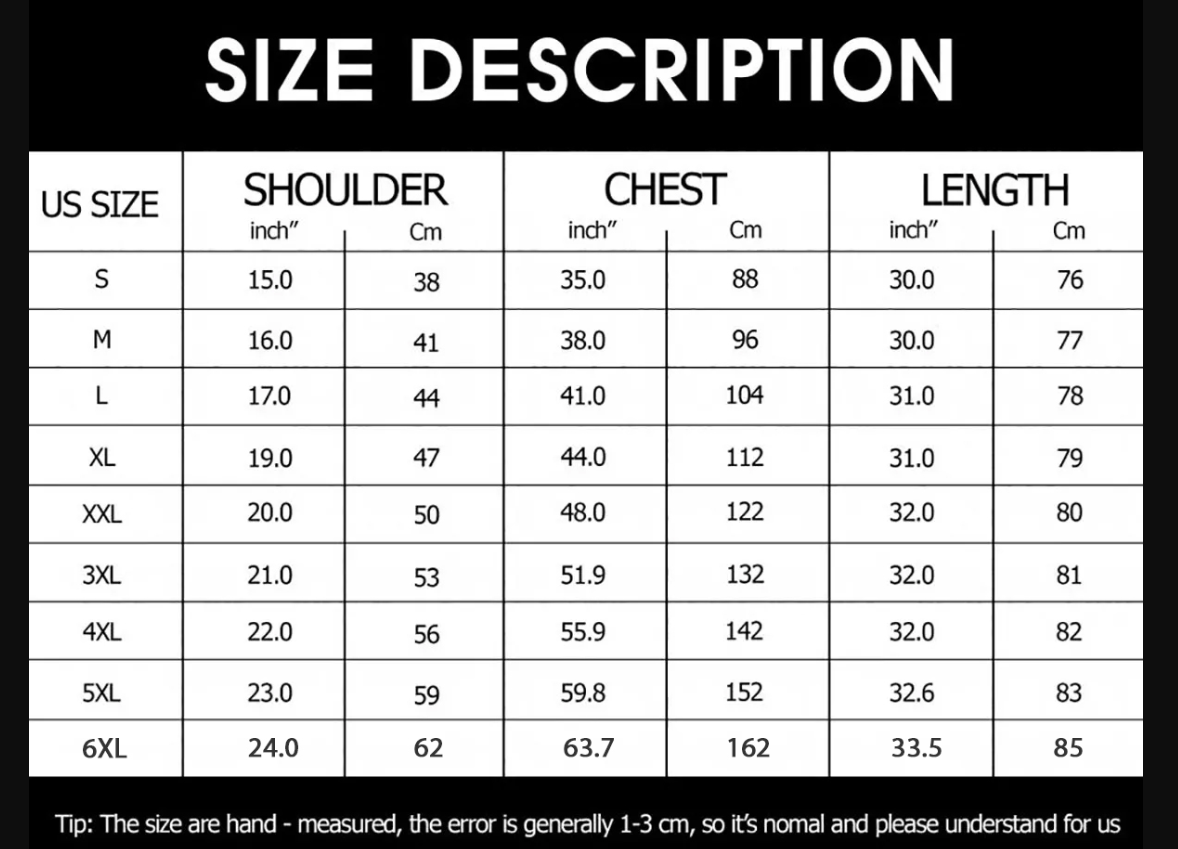 SIZE DESCRIPTION
US SIZE SHOULDER CHEST LENGTH
inch" Cm inch" Cm inch" Cm
S 15.0 38 35.0 88 30.0 76
M 16.0 41 38.0 96 30.0 77
L 17.0 44 41.0 104 31.0 78
XL 19.0 47 44.0 112 31.0 79
XXL 20.0 50 48.0 122 32.0 80
3XL 21.0 53 51.9 132 32.0 81
4XL 22.0 56 55.9 142 32.0 82
5XL 23.0 59 59.8 152 32.6 83
6XL 24.0 62 63.7 162 33.5 85
Tip: The size are hand - measured, the error is generally 1-3 cm, so it's nomal and please understand for us